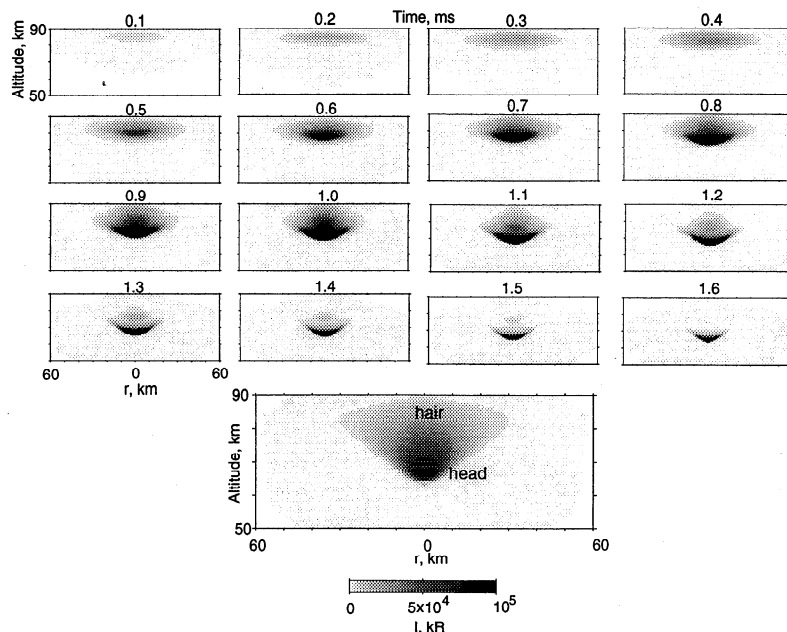 Time, ms
0.1 0.2 0.3 0.4
90
Altitude, km
50
0.5 0.6 0.7 0.8
0.9 1.0 1.1 1.2
1.3 1.4 1.5 1.6
60 0 60
r, km
90
Altitude, km
50
hair
head
60 0 60
r, km
0 5x10⁴ 10⁵
I, kR